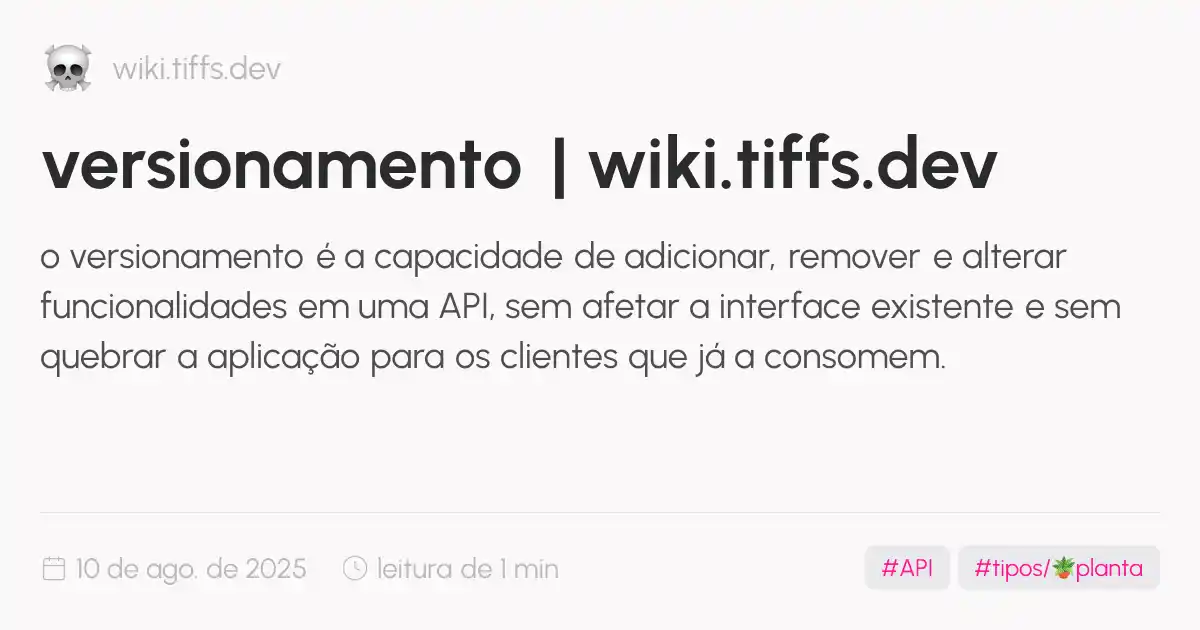 wiki.tiffs.dev
versionamento | wiki.tiffs.dev
o versionamento é a capacidade de adicionar, remover e alterar
funcionalidades em uma API, sem afetar a interface existente e sem
quebrar a aplicação para os clientes que já a consomem.
10 de ago. de 2025 leitura de 1 min #API #tipos/🪴planta